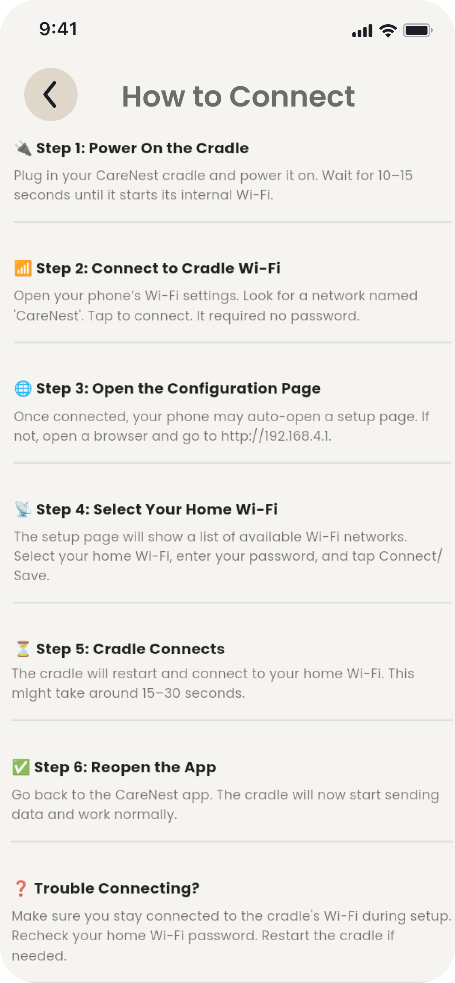 9:41
How to Connect
🔌 Step 1: Power On the Cradle
Plug in your CareNest cradle and power it on. Wait for 10–15
seconds until it starts its internal Wi-Fi.
📶 Step 2: Connect to Cradle Wi-Fi
Open your phone's Wi-Fi settings. Look for a network named
'CareNest'. Tap to connect. It required no password.
🌐 Step 3: Open the Configuration Page
Once connected, your phone may auto-open a setup page. If
not, open a browser and go to http://192.168.4.1.
📡 Step 4: Select Your Home Wi-Fi
The setup page will show a list of available Wi-Fi networks.
Select your home Wi-Fi, enter your password, and tap Connect/
Save.
⏳ Step 5: Cradle Connects
The cradle will restart and connect to your home Wi-Fi. This
might take around 15–30 seconds.
✅ Step 6: Reopen the App
Go back to the CareNest app. The cradle will now start sending
data and work normally.
❓ Trouble Connecting?
Make sure you stay connected to the cradle's Wi-Fi during setup.
Recheck your home Wi-Fi password. Restart the cradle if
needed.